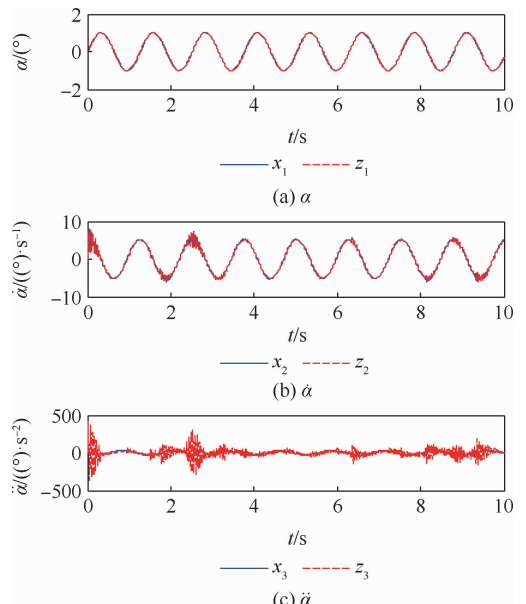 2
0
−2
α/(°)
0 2 4 6 8 10
t/s
x₁ z₁
(a) α
10
0
−10
α̇/((°)·s⁻¹)
0 2 4 6 8 10
t/s
x₂ z₂
(b) α̇
500
0
−500
α̈/((°)·s⁻²)
0 2 4 6 8 10
t/s
x₃ z₃
(c) α̈